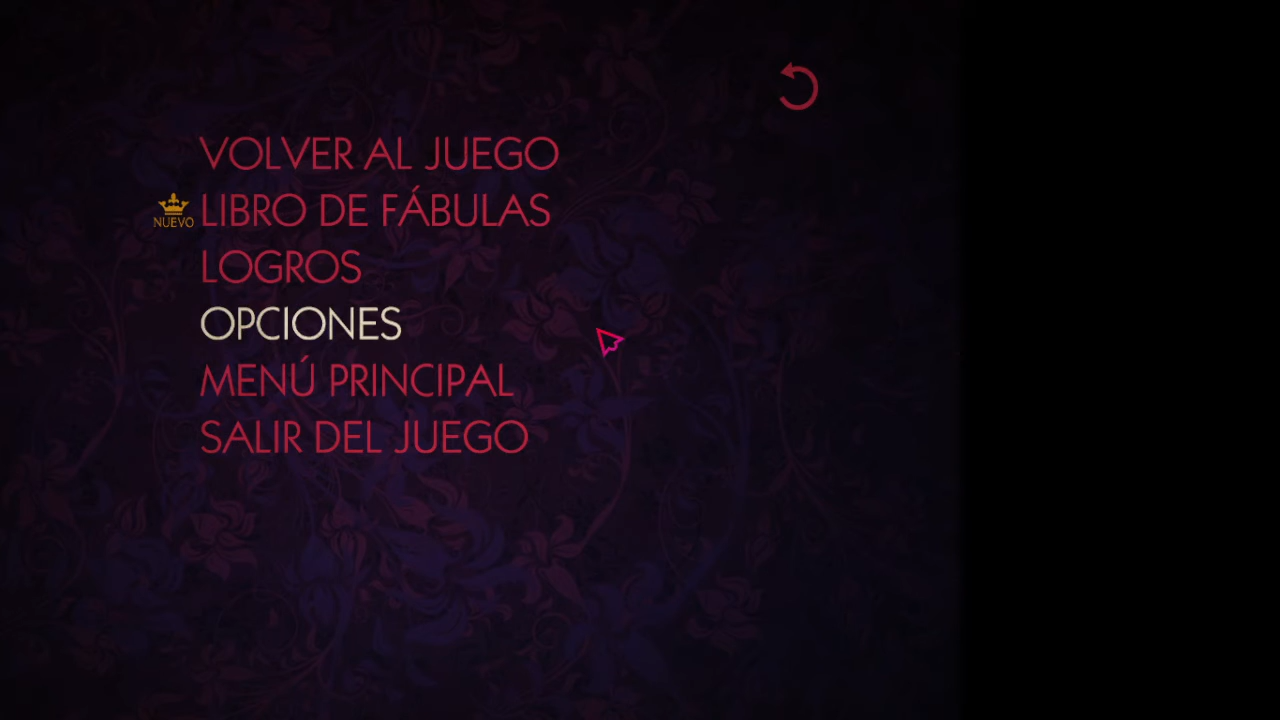 VOLVER AL JUEGO
NUEVO LIBRO DE FÁBULAS
LOGROS
OPCIONES
MENÚ PRINCIPAL
SALIR DEL JUEGO